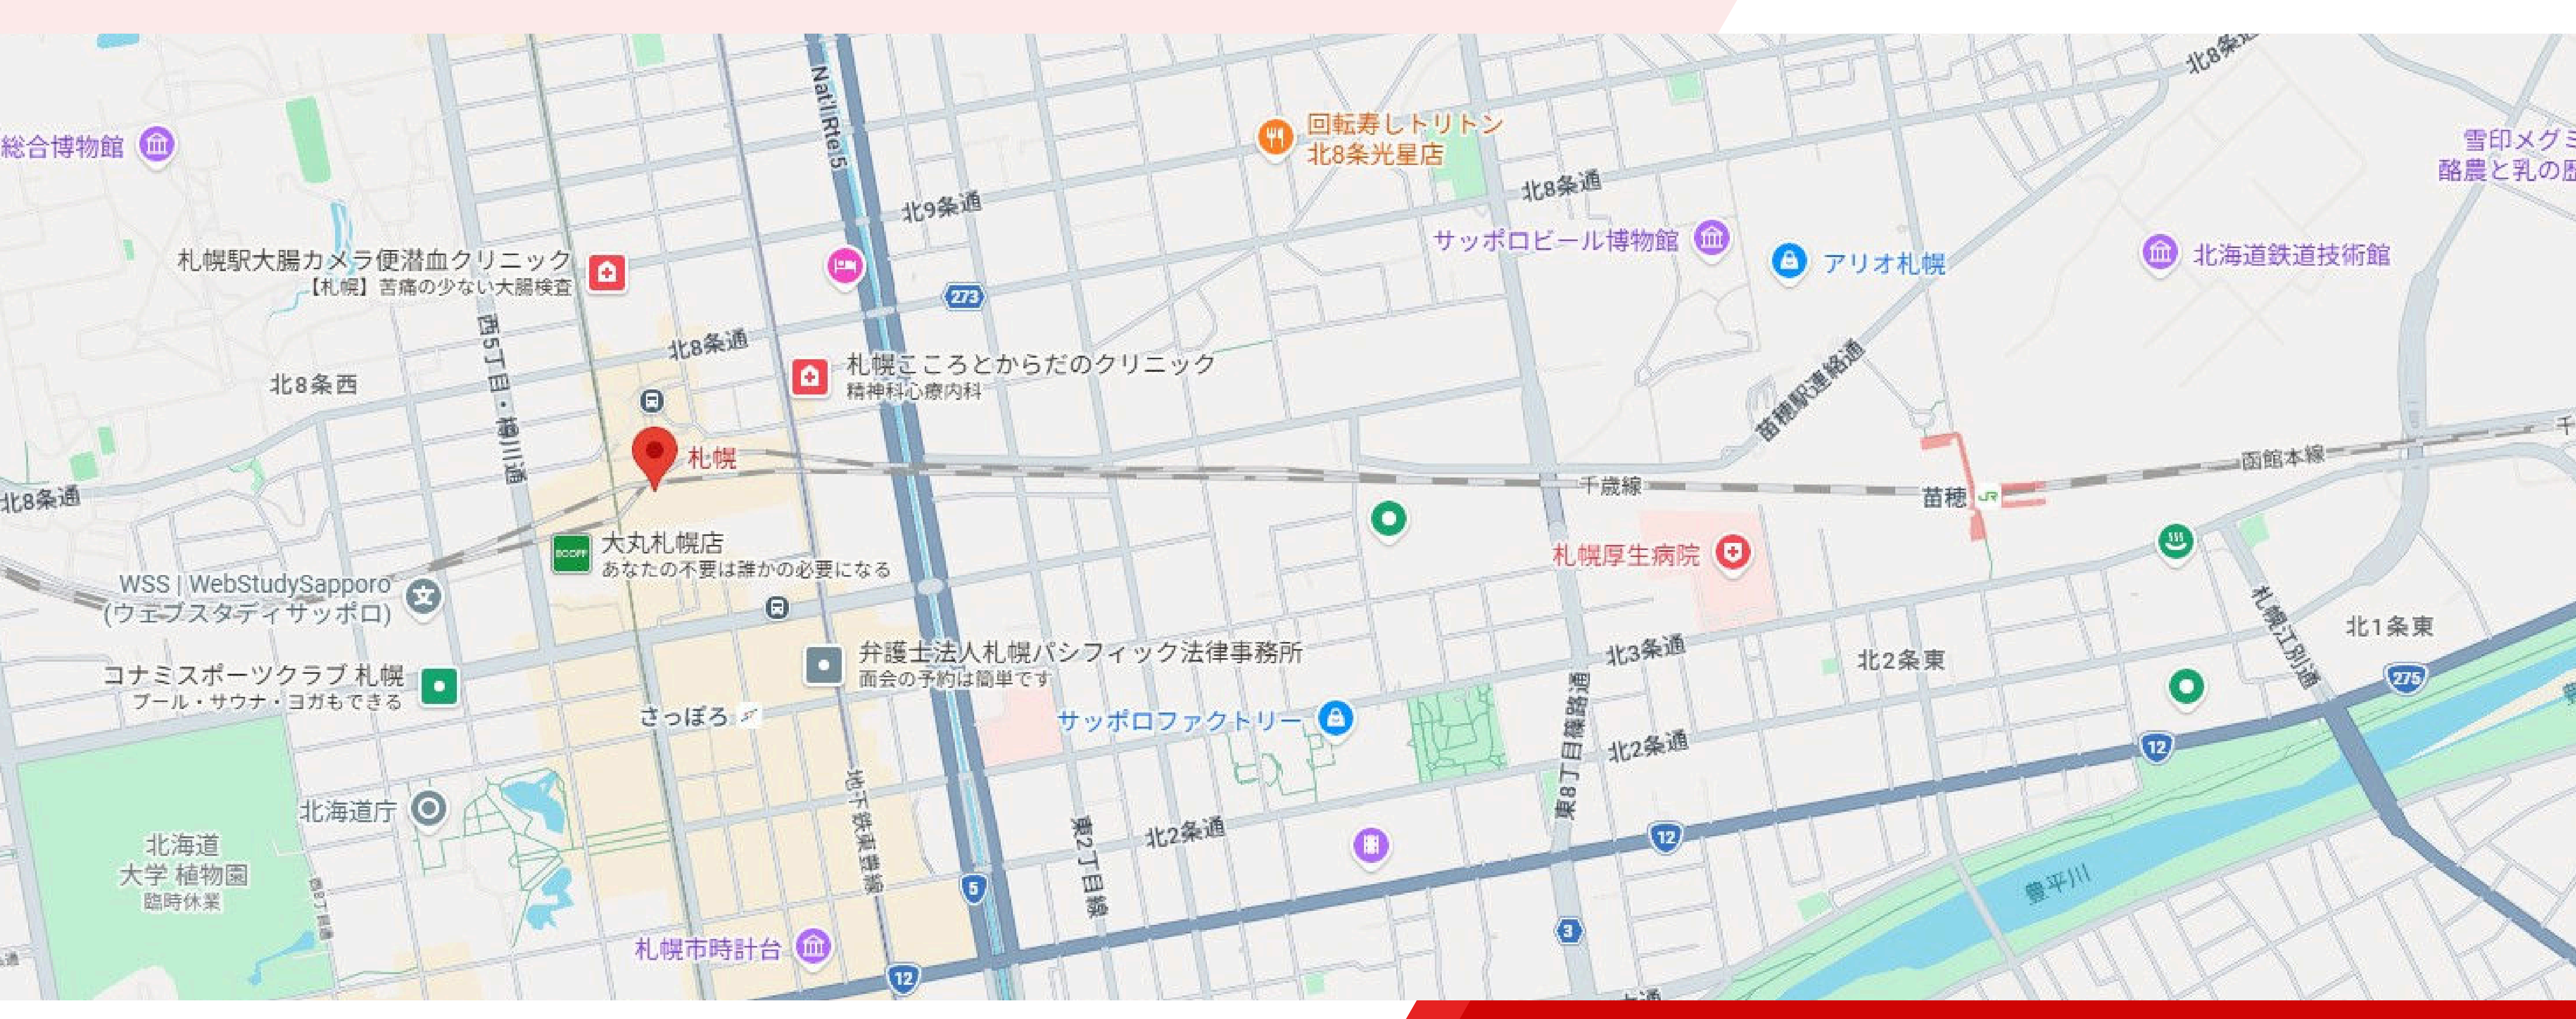 北8条通
Nat'l Rte 5
総合博物館
回転寿しトリトン
北8条光星店
雪印メグミ
酪農と乳の歴
北9条通
北8条通
サッポロビール博物館
アリオ札幌
北海道鉄道技術館
札幌駅大腸カメラ便潜血クリニック
【札幌】苦痛の少ない大腸検査
273
西5丁目・樽川通
北8条通
北8条西
札幌こころとからだのクリニック
精神科心療内科
苗穂駅連絡通
札幌
千
函館本線
千歳線
苗穂
JR
北8条通
大丸札幌店
あなたの不要は誰かの必要になる
ECOFF
札幌厚生病院
WSS | WebStudySapporo
(ウェブスタディサッポロ)
札幌江別通
北1条東
弁護士法人札幌パシフィック法律事務所
面会の予約は簡単です
北3条通
北2条東
コナミスポーツクラブ 札幌
プール・サウナ・ヨガもできる
275
さっぽろ
サッポロファクトリー
東8丁目篠路通
北2条通
12
北海道庁
地下鉄東豊線
東2丁目線
北2条通
12
北海道
大学 植物園
臨時休業
西8丁目通
5
豊平川
3
札幌市時計台
12